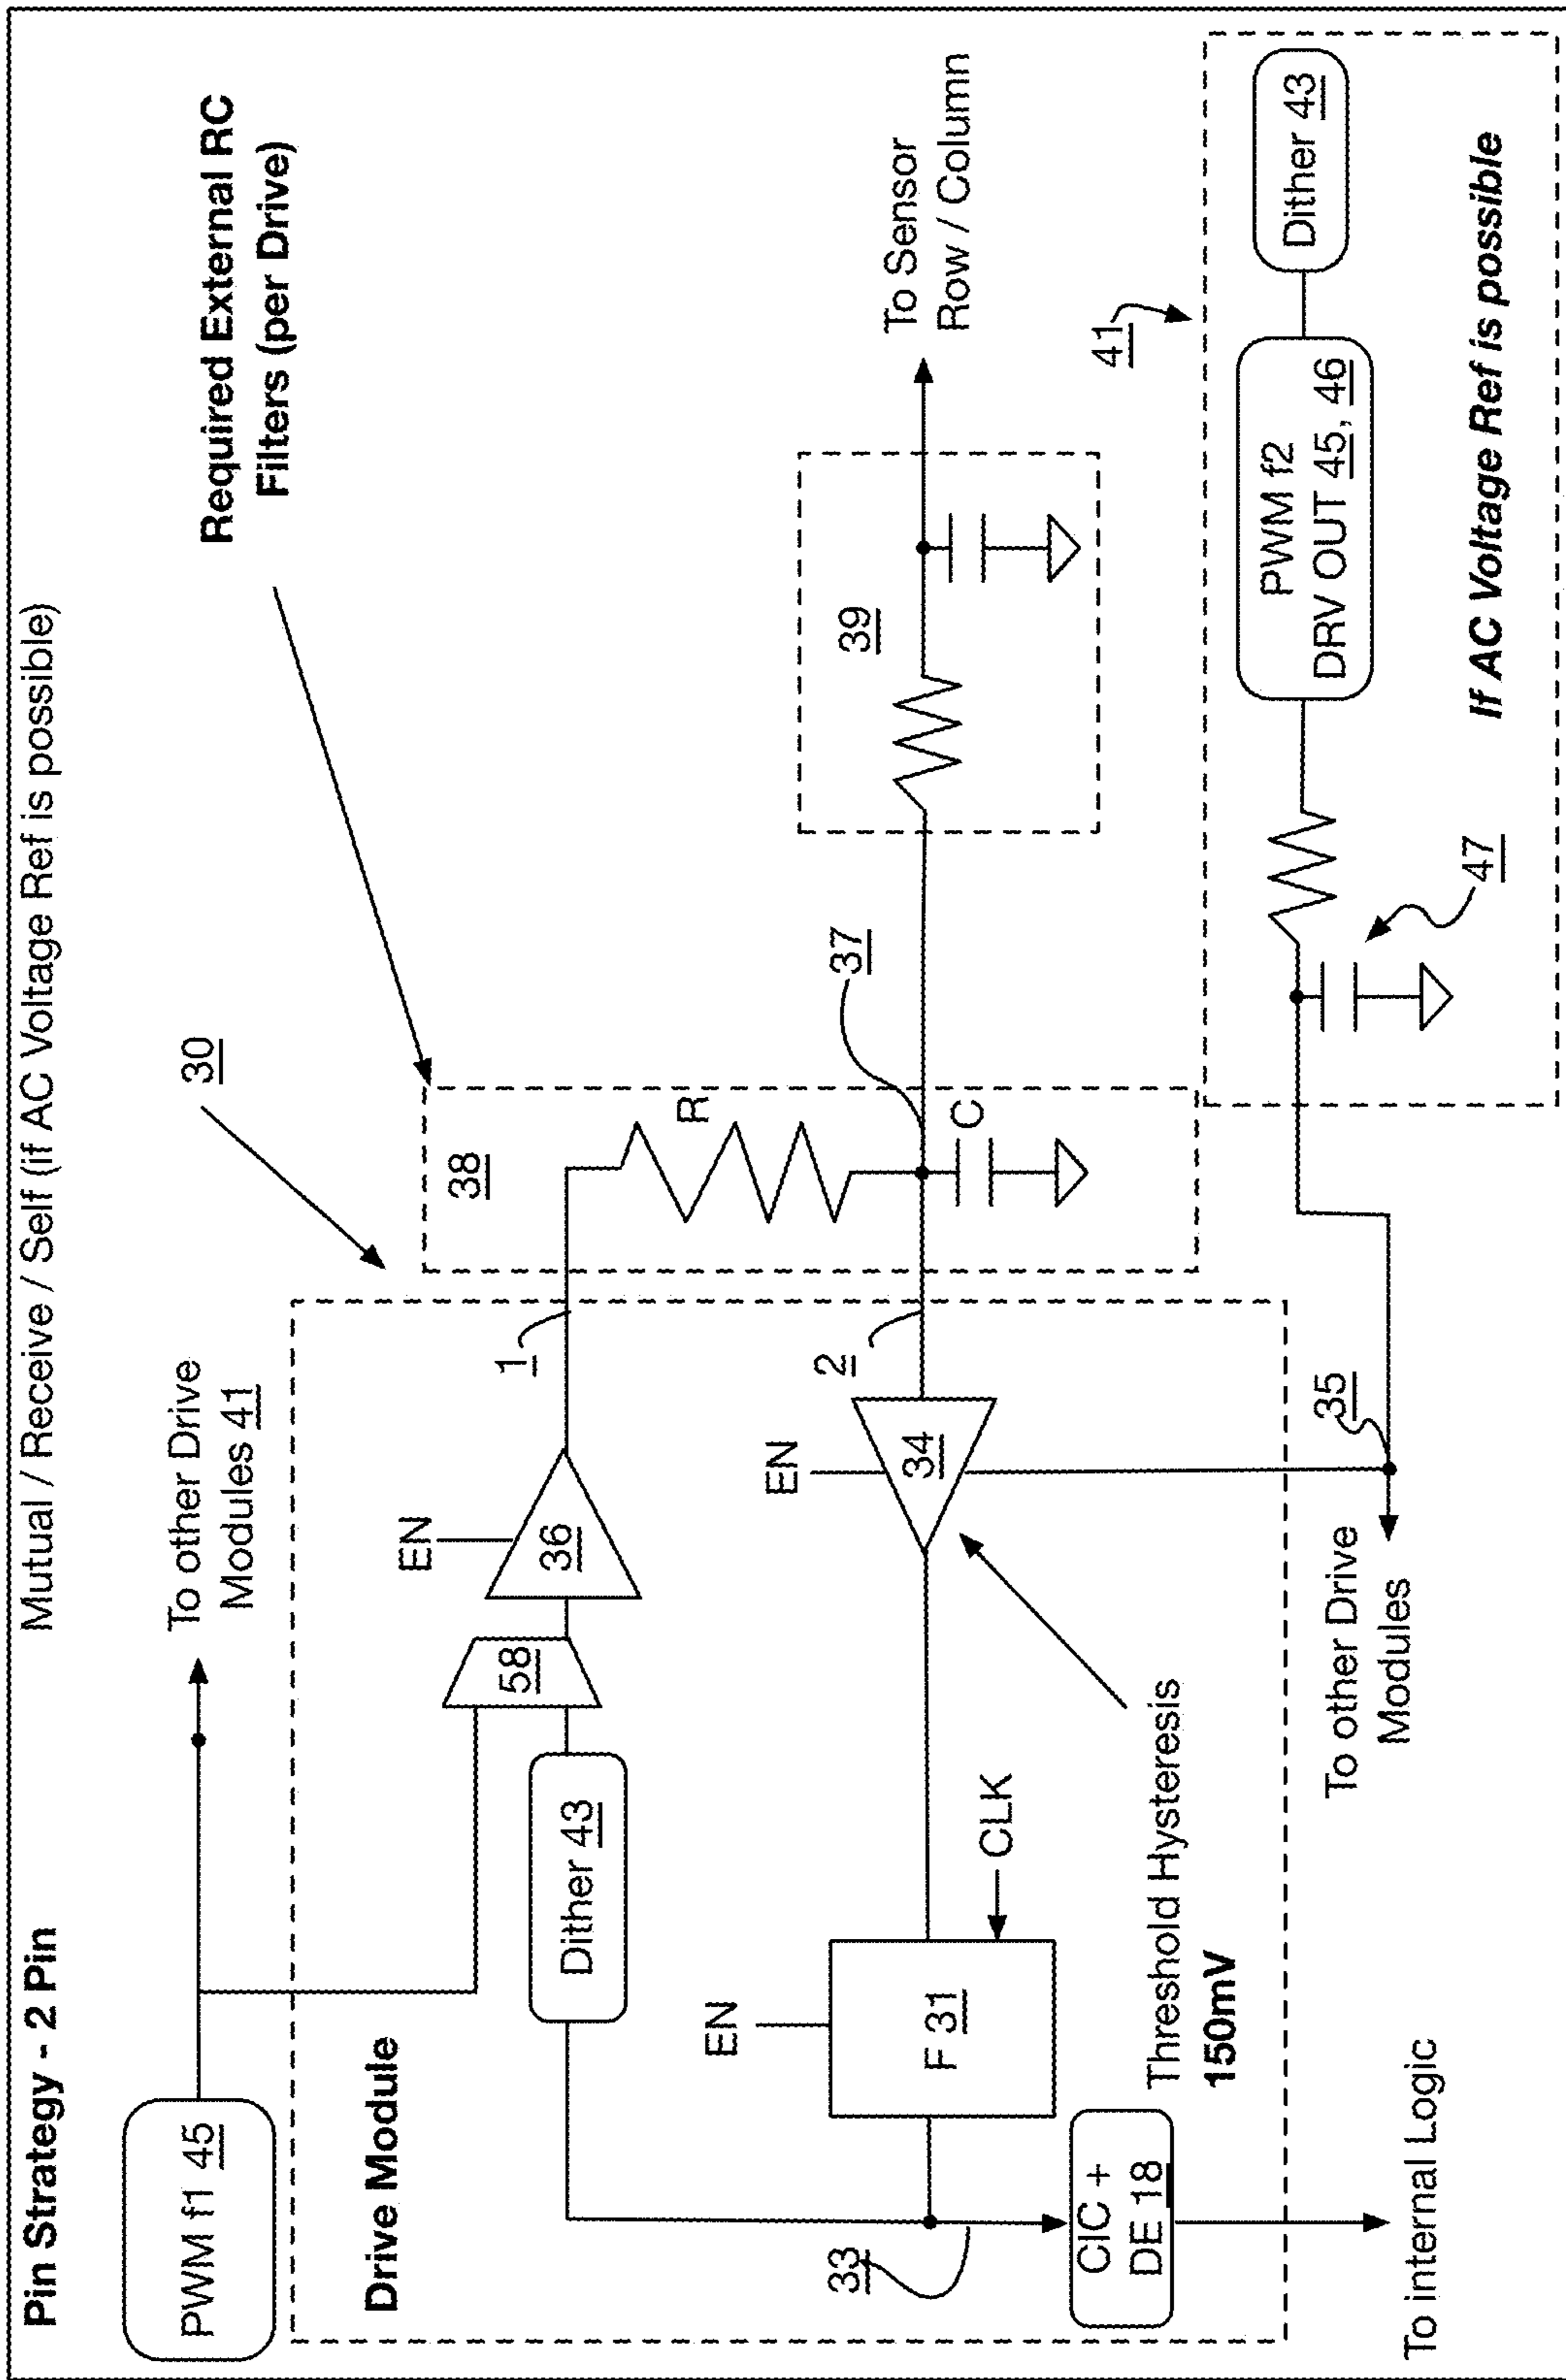 Pin Strategy - 2 Pin
Mutual / Receive / Self (if AC Voltage Ref is possible)
PWM f1 45
To other Drive
Modules 41
30
Required External RC
Filters (per Drive)
Drive Module
EN
58
36
1
Dither 43
38
R
37
C
39
To Sensor
Row / Column
EN
F 31
CLK
EN
34
2
33
CIC +
DE 18
Threshold Hysteresis
150mV
To internal Logic
To other Drive
Modules
35
41
PWM f2
DRV OUT 45, 46
Dither 43
47
If AC Voltage Ref is possible